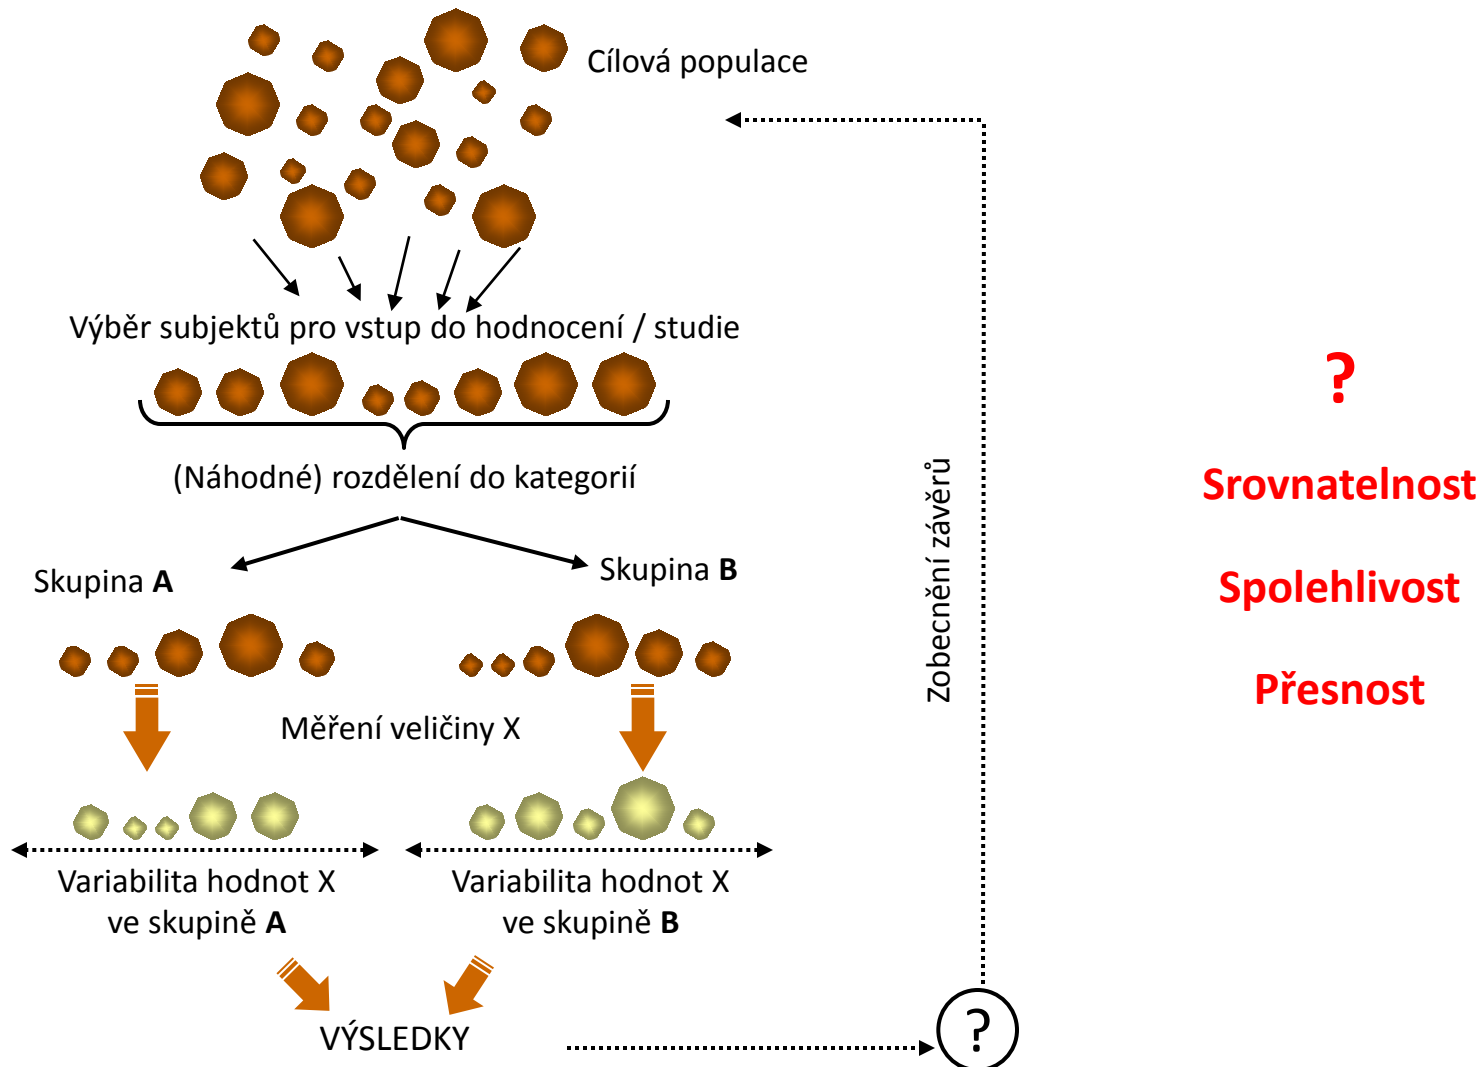 Cílová populace
Výběr subjektů pro vstup do hodnocení / studie
(Náhodné) rozdělení do kategorií
Skupina A
Skupina B
Měření veličiny X
Variabilita hodnot X
ve skupině A
Variabilita hodnot X
ve skupině B
VÝSLEDKY
?
Zobecnění závěrů
?
Srovnatelnost
Spolehlivost
Přesnost